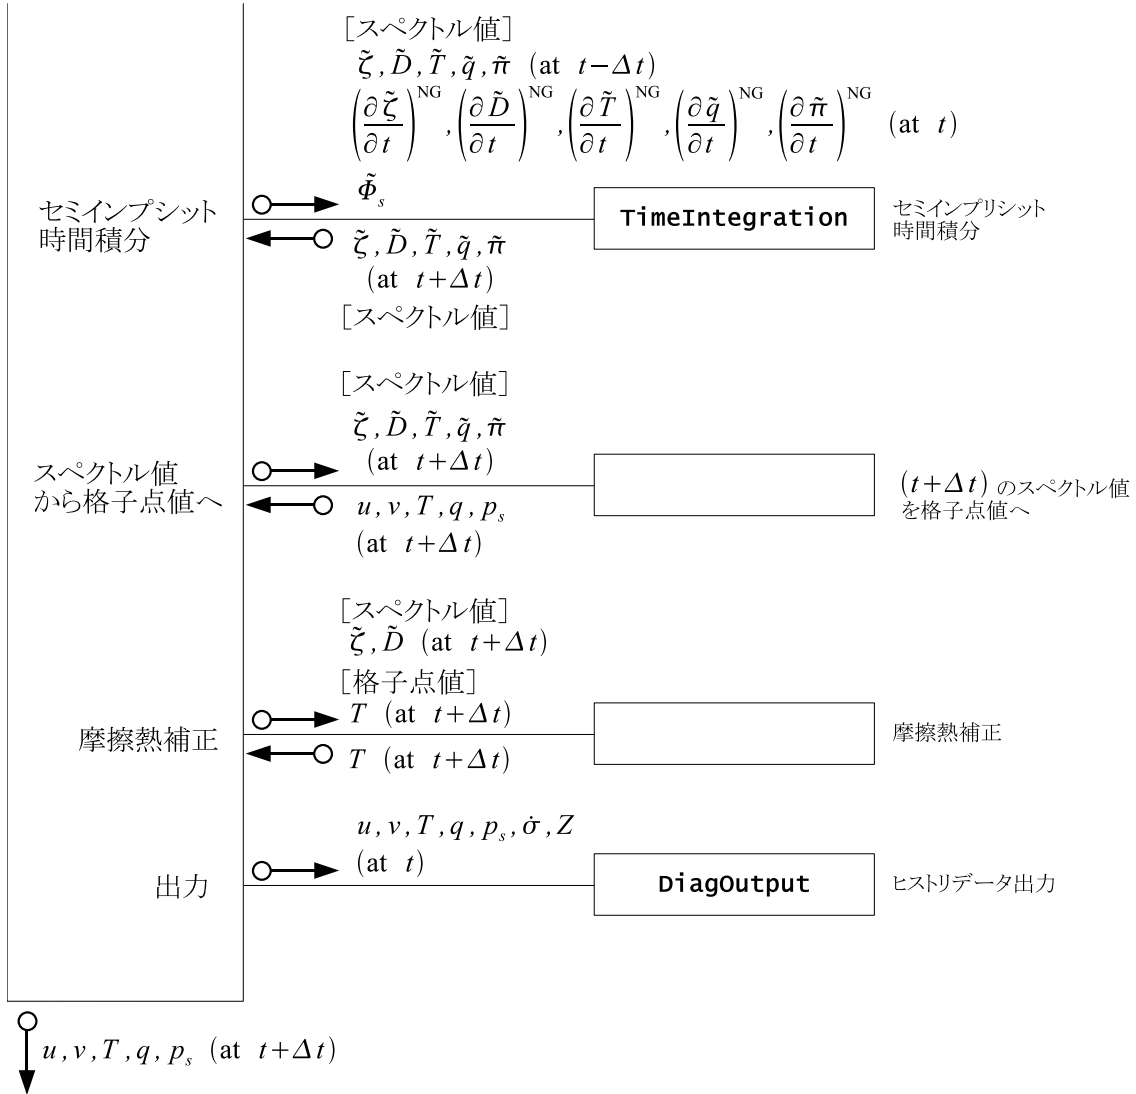 [スペクトル値]
ζ̃, D̃, T̃, q̃, π̃ (at t−Δt)
(∂ζ̃/∂t)^NG, (∂D̃/∂t)^NG, (∂T̃/∂t)^NG, (∂q̃/∂t)^NG, (∂π̃/∂t)^NG (at t)
Φ̃_s
セミインプシット
時間積分
TimeIntegration
セミインプリシット
時間積分
ζ̃, D̃, T̃, q̃, π̃
(at t+Δt)
[スペクトル値]
[スペクトル値]
ζ̃, D̃, T̃, q̃, π̃
(at t+Δt)
スペクトル値
から格子点値へ
(t+Δt) のスペクトル値
を格子点値へ
u, v, T, q, p_s
(at t+Δt)
[スペクトル値]
ζ̃, D̃ (at t+Δt)
[格子点値]
T (at t+Δt)
摩擦熱補正
摩擦熱補正
T (at t+Δt)
u, v, T, q, p_s, σ̇, Z
(at t)
出力
DiagOutput
ヒストリデータ出力
u, v, T, q, p_s (at t+Δt)